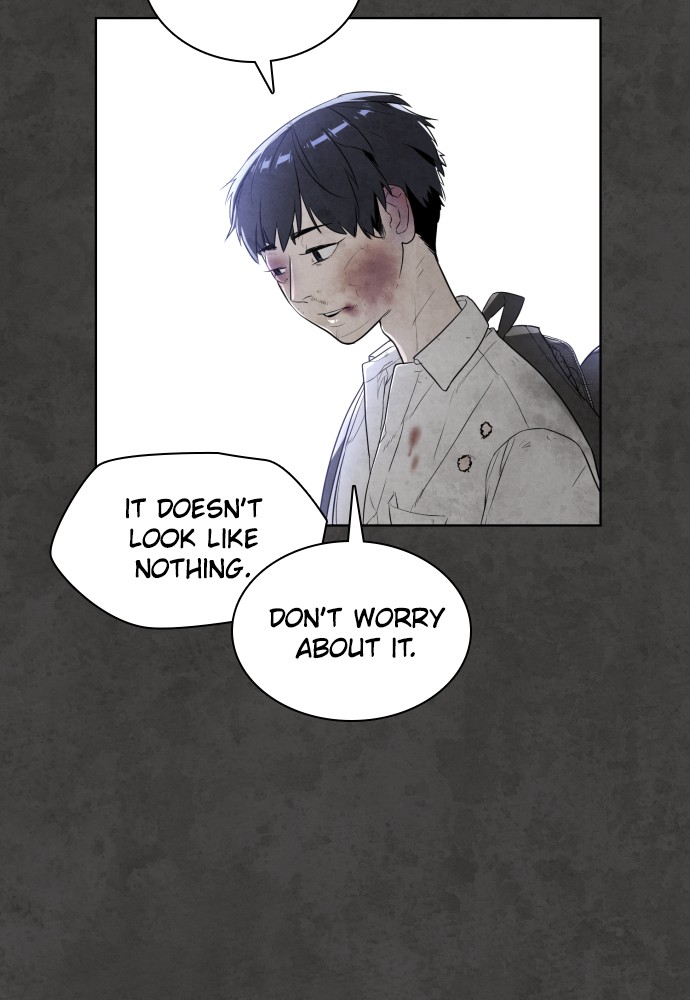 IT DOESN'T
LOOK LIKE
NOTHING.
DON'T WORRY
ABOUT IT.